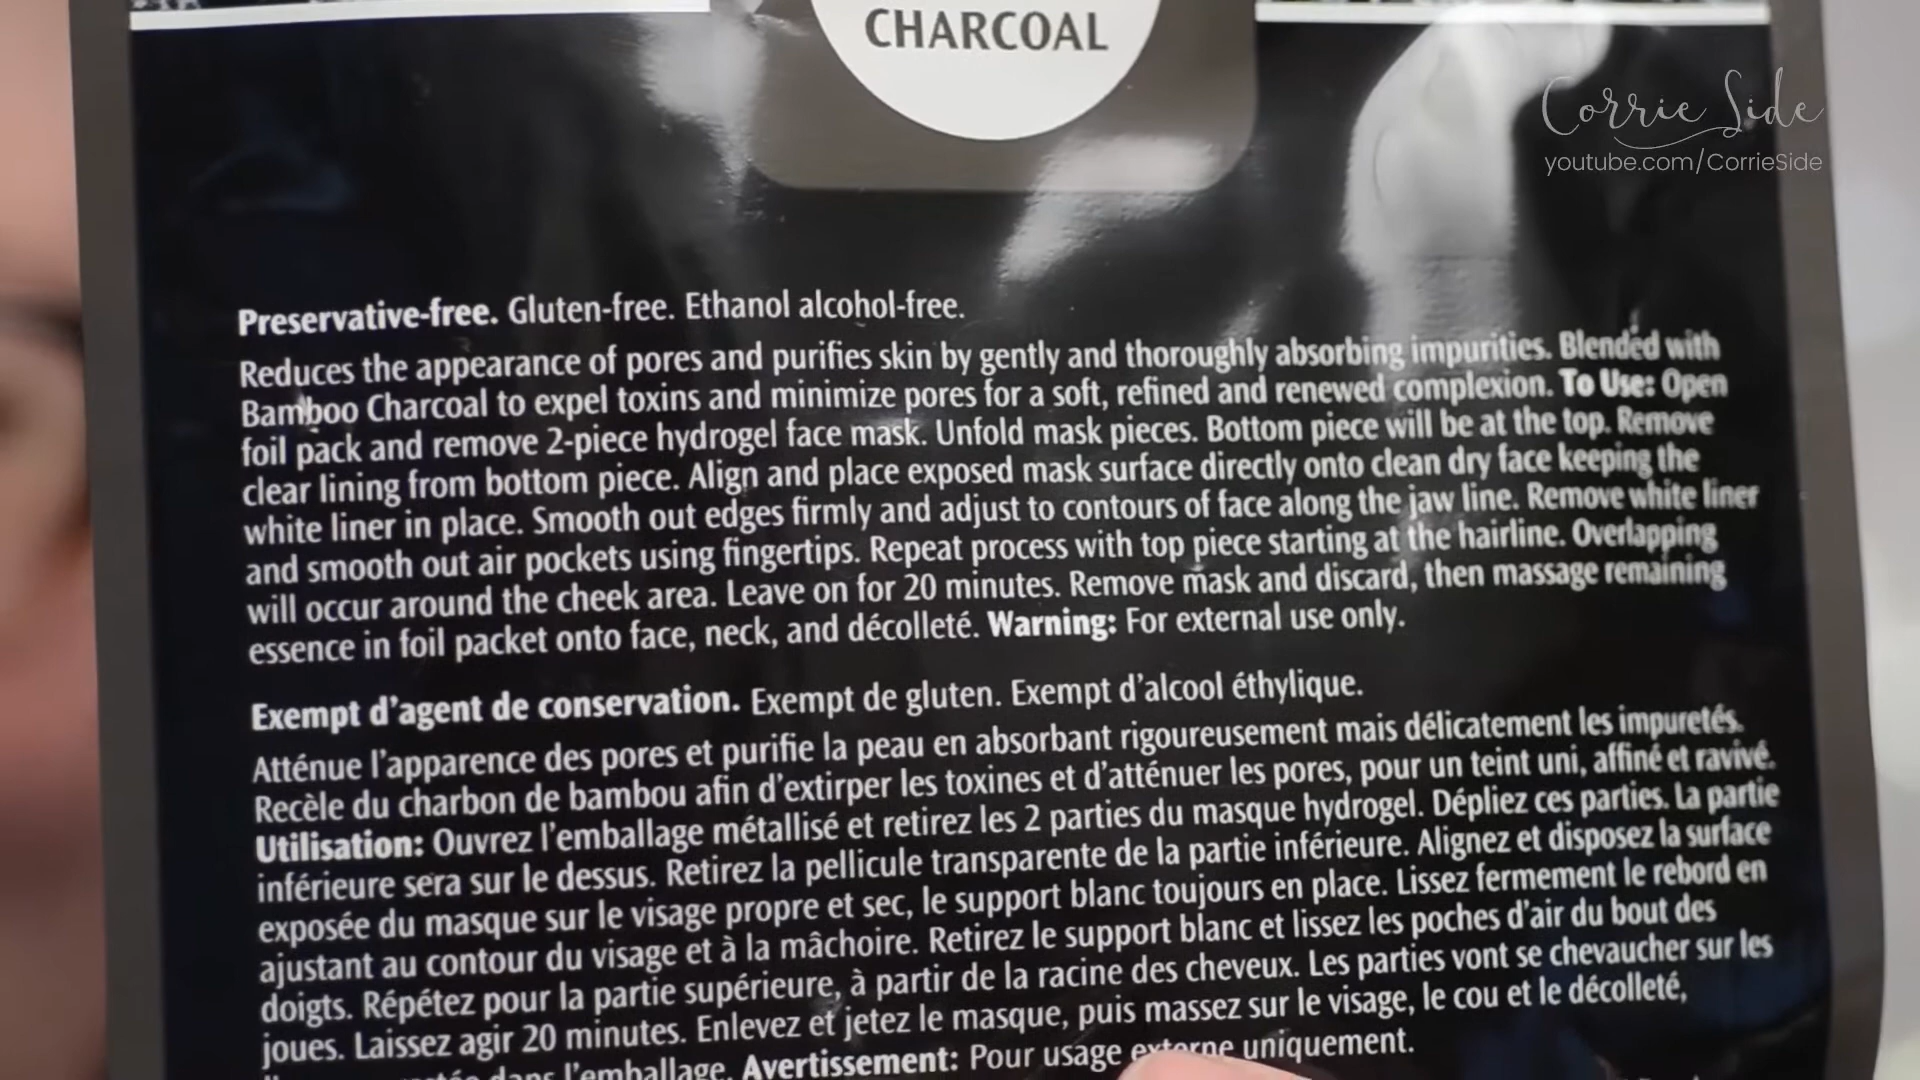 CHARCOAL
Corrie Side
youtube.com/CorrieSide
Preservative-free. Gluten-free. Ethanol alcohol-free.
Reduces the appearance of pores and purifies skin by gently and thoroughly absorbing impurities. Blended with
Bamboo Charcoal to expel toxins and minimize pores for a soft, refined and renewed complexion. To Use: Open
foil pack and remove 2-piece hydrogel face mask. Unfold mask pieces. Bottom piece will be at the top. Remove
clear lining from bottom piece. Align and place exposed mask surface directly onto clean dry face keeping the
white liner in place. Smooth out edges firmly and adjust to contours of face along the jaw line. Remove white liner
and smooth out air pockets using fingertips. Repeat process with top piece starting at the hairline. Overlapping
will occur around the cheek area. Leave on for 20 minutes. Remove mask and discard, then massage remaining
essence in foil packet onto face, neck, and décolleté. Warning: For external use only.
Exempt d'agent de conservation. Exempt de gluten. Exempt d'alcool éthylique.
Atténue l'apparence des pores et purifie la peau en absorbant rigoureusement mais délicatement les impuretés.
Recèle du charbon de bambou afin d'extirper les toxines et d'atténuer les pores, pour un teint uni, affiné et ravivé.
Utilisation: Ouvrez l'emballage métallisé et retirez les 2 parties du masque hydrogel. Dépliez ces parties. La partie
inférieure sera sur le dessus. Retirez la pellicule transparente de la partie inférieure. Alignez et disposez la surface
exposée du masque sur le visage propre et sec, le support blanc toujours en place. Lissez fermement le rebord en
ajustant au contour du visage et à la mâchoire. Retirez le support blanc et lissez les poches d'air du bout des
doigts. Répétez pour la partie supérieure, à partir de la racine des cheveux. Les parties vont se chevaucher sur les
joues. Laissez agir 20 minutes. Enlevez et jetez le masque, puis massez sur le visage, le cou et le décolleté,
dans l'emballage. Avertissement: Pour usage externe uniquement.